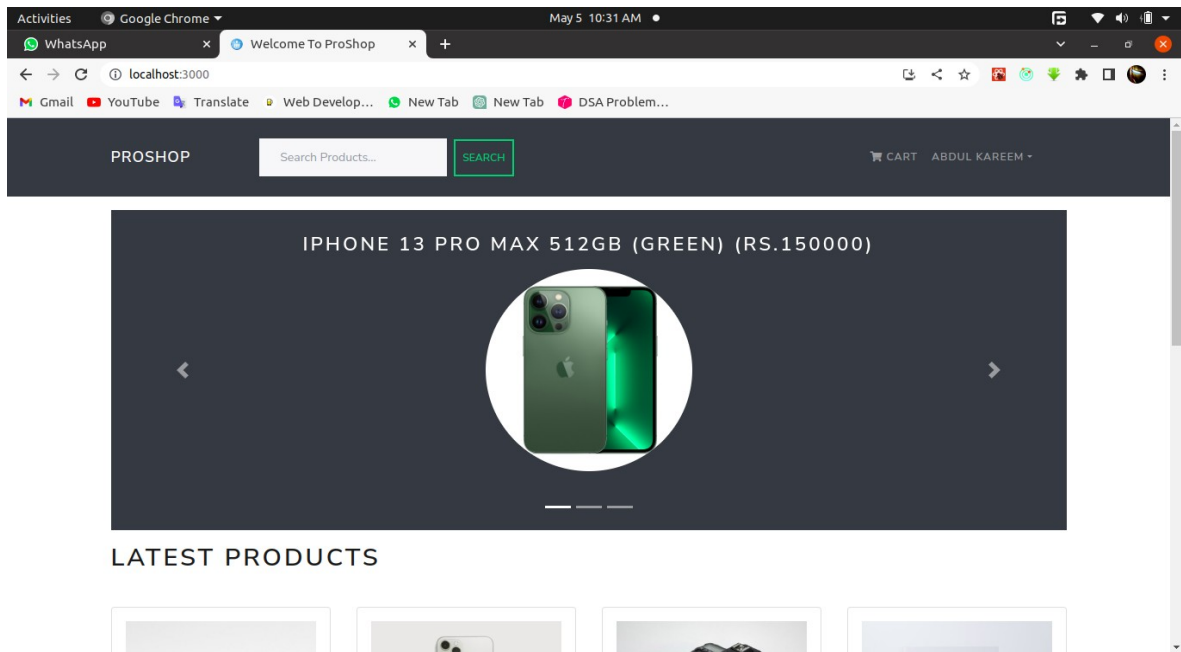 Activities Google Chrome May 5 10:31 AM
WhatsApp Welcome To ProShop
localhost:3000
Gmail YouTube Translate Web Develop... New Tab New Tab DSA Problem...
PROSHOP Search Products... SEARCH CART ABDUL KAREEM
IPHONE 13 PRO MAX 512GB (GREEN) (RS.150000)
LATEST PRODUCTS